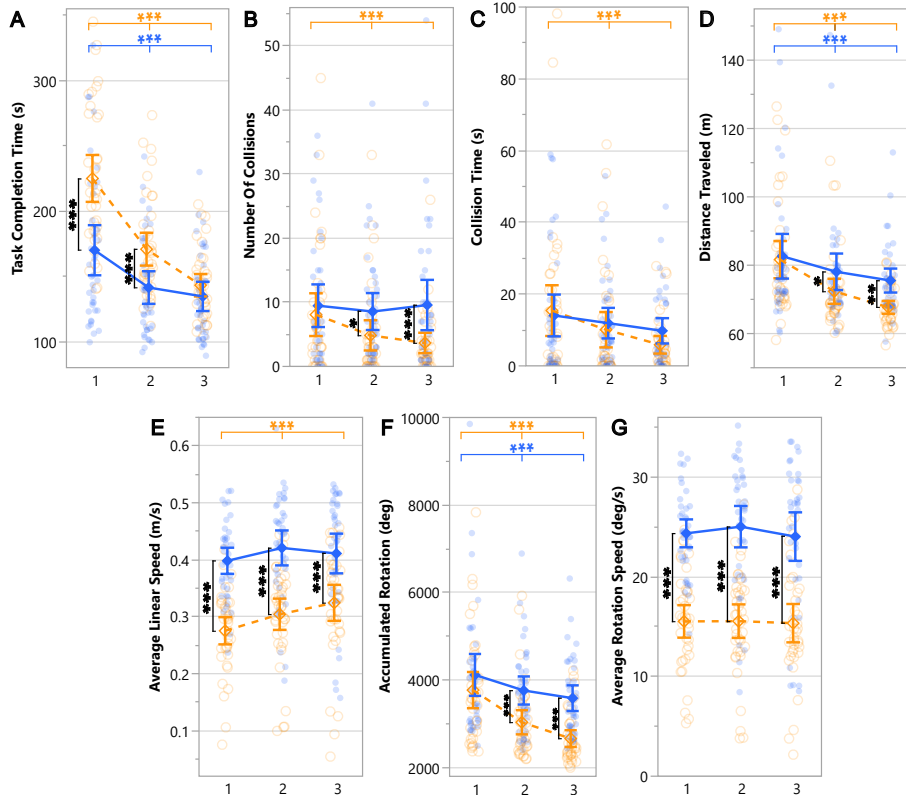 A
B
C
D
***
***
***
***
***
***
Task Completion Time (s)
300
200
100
***
***
1 2 3
Number Of Collisions
50
40
30
20
10
0
*
***
1 2 3
Collision Time (s)
100
80
60
40
20
0
1 2 3
Distance Traveled (m)
140
120
100
80
60
*
**
1 2 3
E
F
G
***
***
***
Average Linear Speed (m/s)
0.6
0.5
0.4
0.3
0.2
0.1
***
***
***
1 2 3
Accumulated Rotation (deg)
10000
8000
6000
4000
2000
***
***
1 2 3
Average Rotation Speed (deg/s)
30
20
10
0
***
***
***
1 2 3